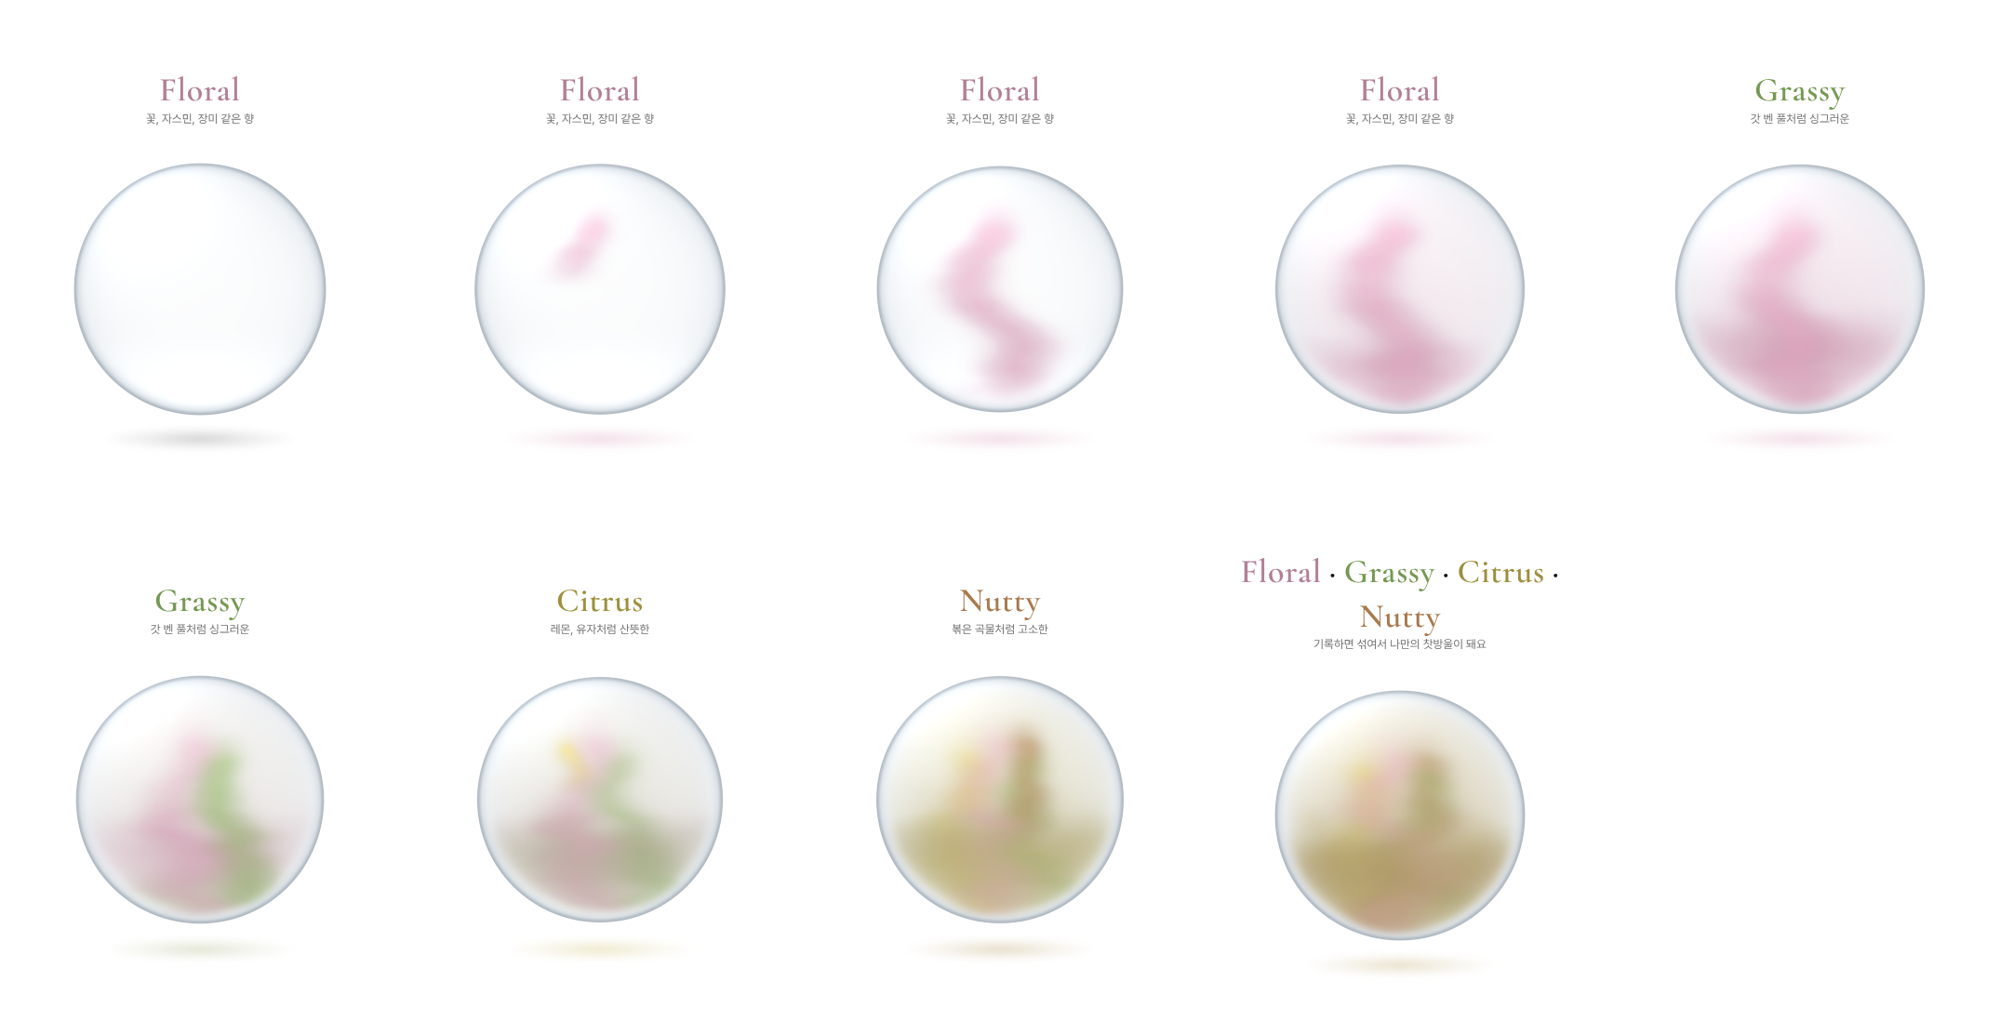 Floral
꽃, 자스민, 장미 같은 향
Floral
꽃, 자스민, 장미 같은 향
Floral
꽃, 자스민, 장미 같은 향
Floral
꽃, 자스민, 장미 같은 향
Grassy
갓 벤 풀처럼 싱그러운
Grassy
갓 벤 풀처럼 싱그러운
Citrus
레몬, 유자처럼 산뜻한
Nutty
볶은 곡물처럼 고소한
Floral · Grassy · Citrus ·
Nutty
기록하면 섞여서 나만의 찻방울이 돼요